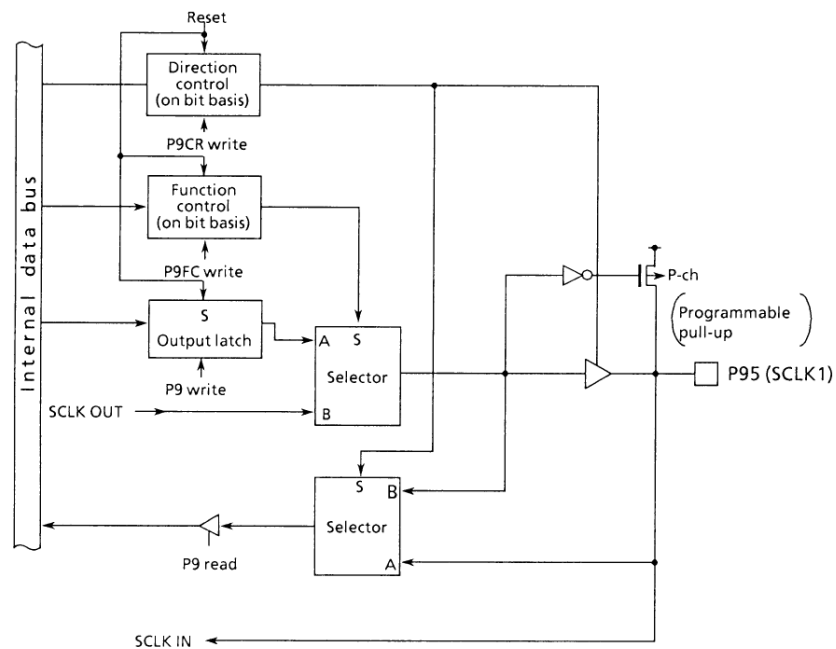 Reset
Direction
control
(on bit basis)
P9CR write
Function
control
(on bit basis)
P9FC write
S
Output latch
P9 write
SCLK OUT
A
S
Selector
B
P-ch
Programmable
pull-up
P95 (SCLK1)
S
B
Selector
A
P9 read
SCLK IN
Internal data bus